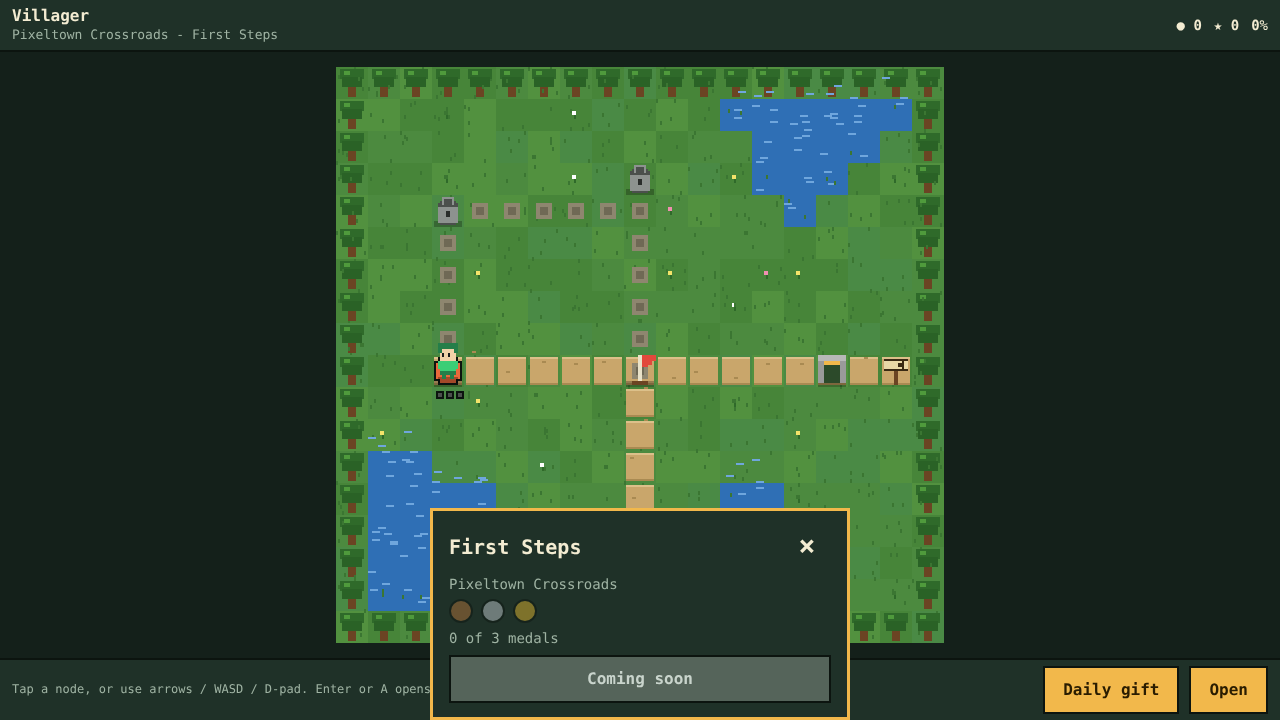 Villager
Pixeltown Crossroads - First Steps
● 0 ★ 0 0%
First Steps
×
Pixeltown Crossroads
0 of 3 medals
Coming soon
Tap a node, or use arrows / WASD / D-pad. Enter or A opens
Daily gift
Open